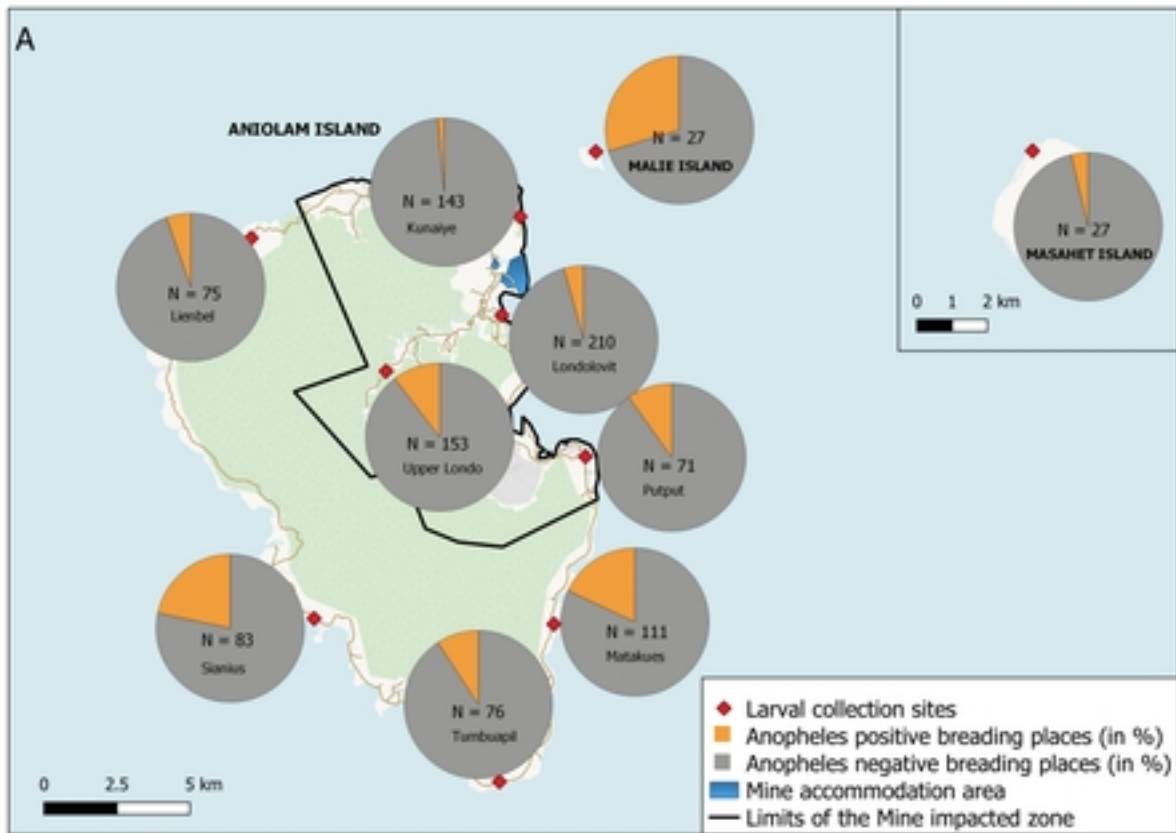 A
ANIOLAM ISLAND
N = 27
MALIE ISLAND
N = 143
Kunaiye
N = 27
MASAHET ISLAND
N = 75
Lienbel
0 1 2 km
N = 210
Londolovit
N = 153
Upper Londo
N = 71
Putput
N = 83
Sianius
N = 111
Matakues
N = 76
Tumbuapil
0 2.5 5 km
Larval collection sites
Anopheles positive breading places (in %)
Anopheles negative breading places (in %)
Mine accommodation area
Limits of the Mine impacted zone